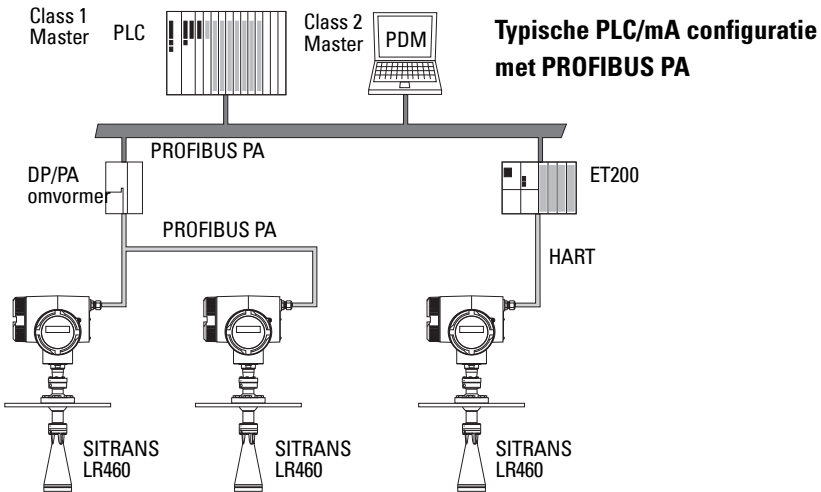 Class 1
Master
PLC
Class 2
Master
PDM
Typische PLC/mA configuratie
met PROFIBUS PA
PROFIBUS PA
DP/PA
omvormer
ET200
PROFIBUS PA
HART
SITRANS
LR460
SITRANS
LR460
SITRANS
LR460